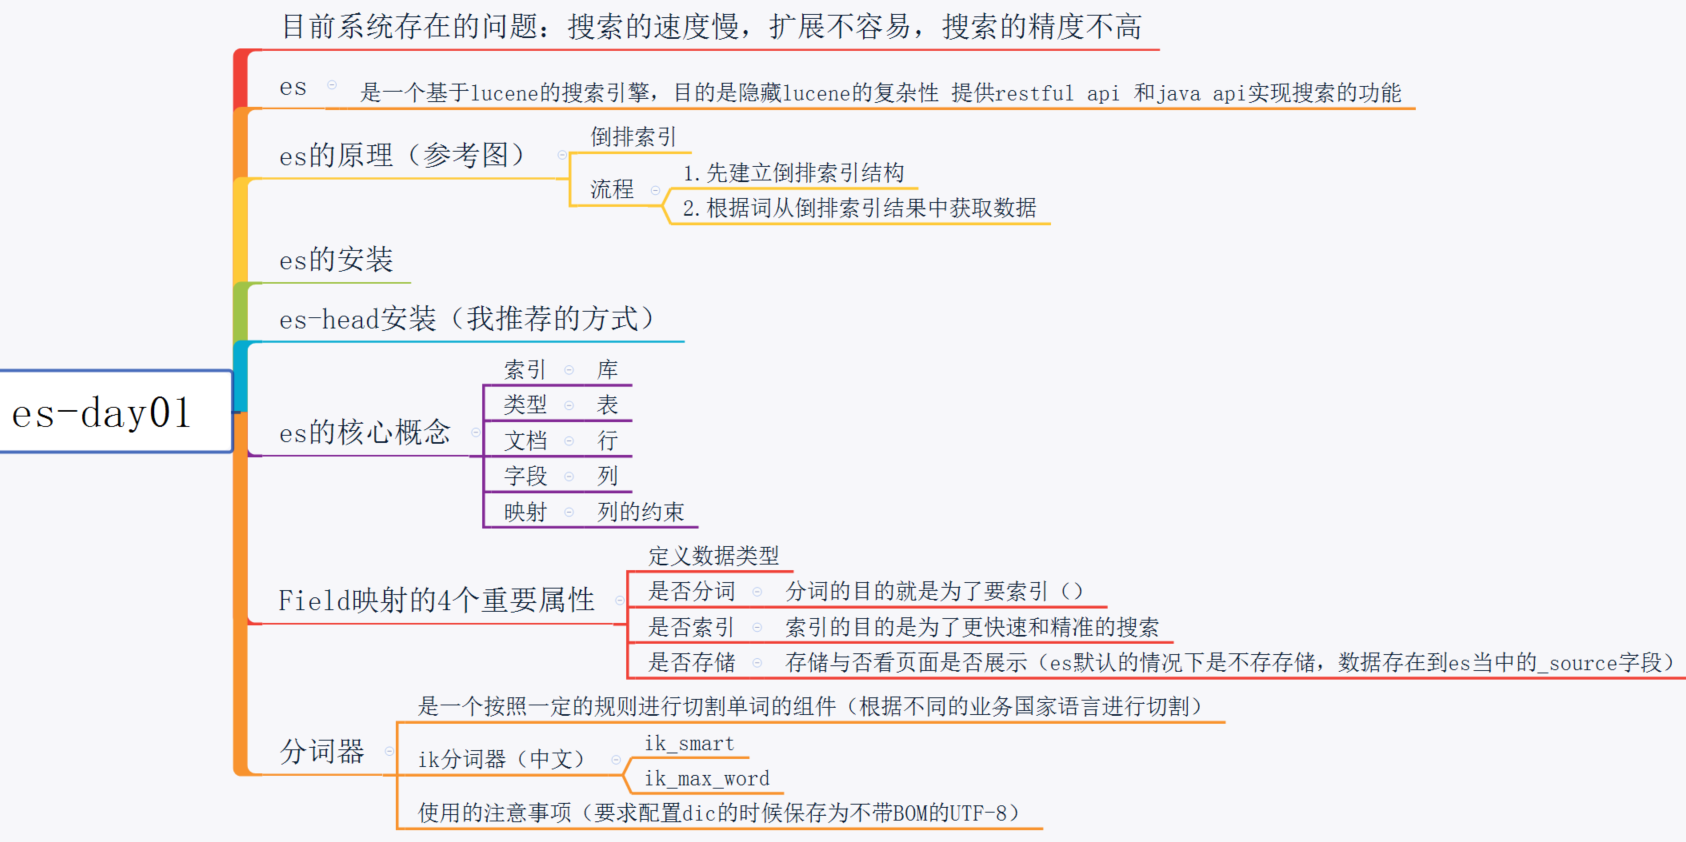 目前系统存在的问题：搜索的速度慢，扩展不容易，搜索的精度不高
es
是一个基于lucene的搜索引擎，目的是隐藏lucene的复杂性 提供restful api 和java api实现搜索的功能
es的原理（参考图）
倒排索引
流程
1.先建立倒排索引结构
2.根据词从倒排索引结果中获取数据
es的安装
es-head安装（我推荐的方式）
es-day01
es的核心概念
索引 库
类型 表
文档 行
字段 列
映射 列的约束
Field映射的4个重要属性
定义数据类型
是否分词 分词的目的就是为了要索引（）
是否索引 索引的目的是为了更快速和精准的搜索
是否存储 存储与否看页面是否展示（es默认的情况下是不存存储，数据存在到es当中的_source字段）
分词器
是一个按照一定的规则进行切割单词的组件（根据不同的业务国家语言进行切割）
ik分词器（中文）
ik_smart
ik_max_word
使用的注意事项（要求配置dic的时候保存为不带BOM的UTF-8）